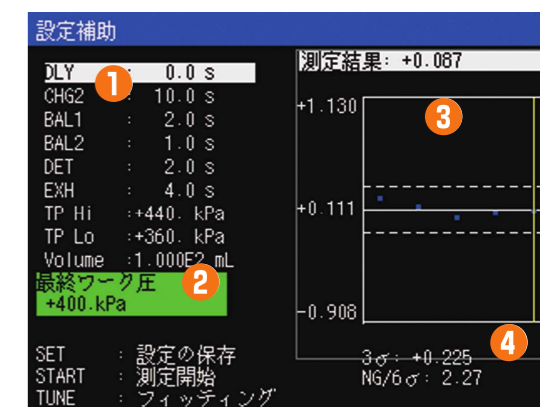 設定補助
DLY : 0.0 s
CHG2 : 10.0 s
BAL1 : 2.0 s
BAL2 : 1.0 s
DET : 2.0 s
EXH : 4.0 s
TP Hi :+440. kPa
TP Lo :+360. kPa
Volume :1.000E2 mL
最終ワーク圧
+400.kPa
SET : 設定の保存
START : 測定開始
TUNE : フィッティング
測定結果: +0.087
+1.130
+0.111
-0.908
3σ: +0.225
NG/6σ: 2.27
1
2
3
4